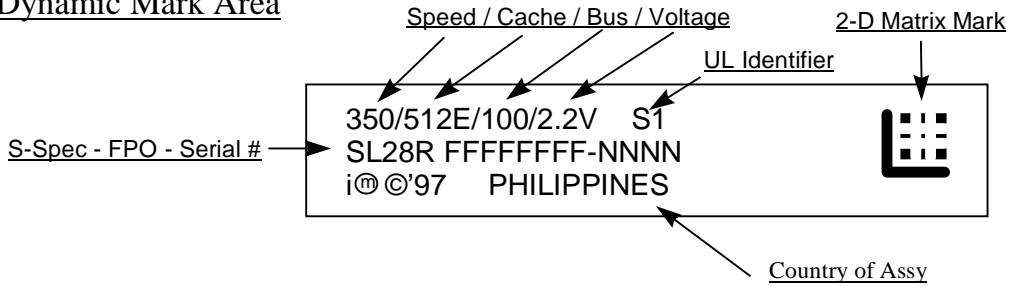 Dynamic Mark Area
Speed / Cache / Bus / Voltage
2-D Matrix Mark
UL Identifier
350/512E/100/2.2V S1
S-Spec - FPO - Serial #
SL28R FFFFFFFF-NNNN
iⓜ©'97 PHILIPPINES
Country of Assy